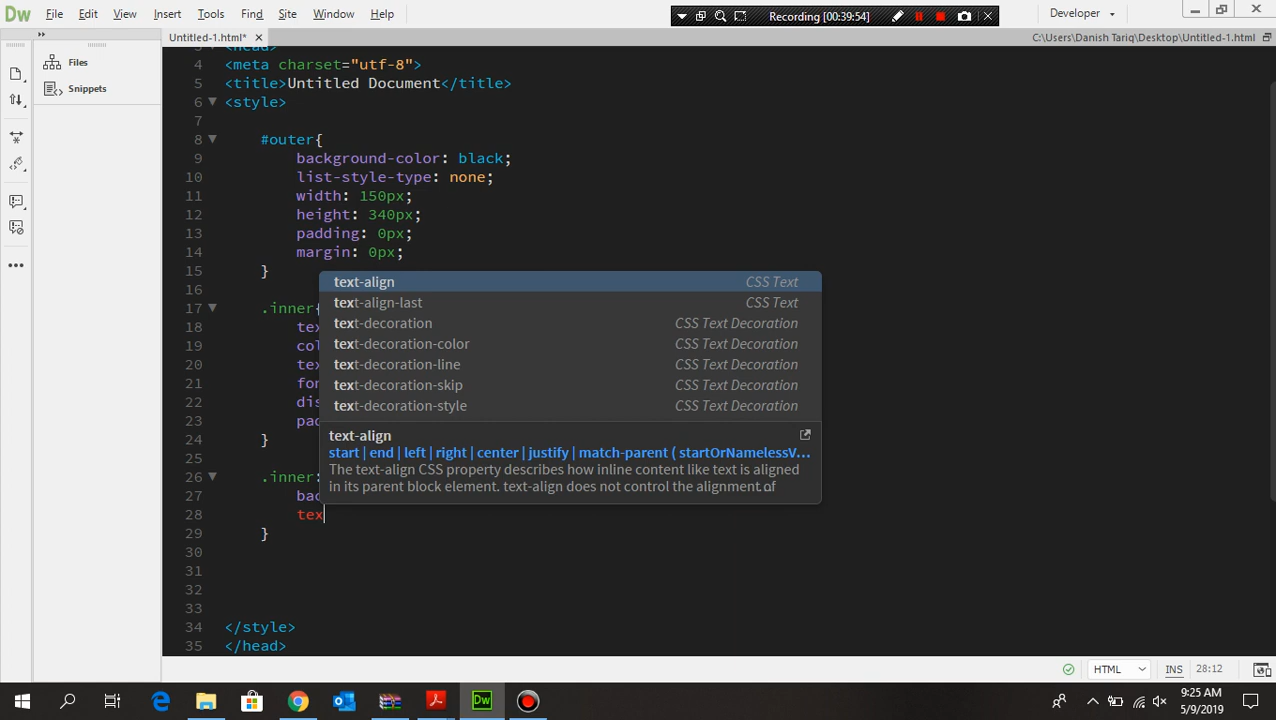 Dw File Edit View Insert Tools Find Site Window Help
Recording [00:39:54]
Developer
Untitled-1.html*
C:\Users\Danish Tariq\Desktop\Untitled-1.html
Files
Snippets
<head>
4 <meta charset="utf-8">
5 <title>Untitled Document</title>
6 <style>
7
8 #outer{
9 background-color: black;
10 list-style-type: none;
11 width: 150px;
12 height: 340px;
13 padding: 0px;
14 margin: 0px;
15 }
16
17 .inner{
18 tex
19 col
20 tex
21 for
22 dis
23 pad
24 }
25
26 .inner:
27 bac
28 tex
29 }
30
31
32
33
34 </style>
35 </head>
text-align CSS Text
text-align-last CSS Text
text-decoration CSS Text Decoration
text-decoration-color CSS Text Decoration
text-decoration-line CSS Text Decoration
text-decoration-skip CSS Text Decoration
text-decoration-style CSS Text Decoration
text-align
start | end | left | right | center | justify | match-parent ( startOrNamelessV...
The text-align CSS property describes how inline content like text is aligned
in its parent block element. text-align does not control the alignment of
HTML INS 28:12
Dw
9:25 AM
5/9/2019